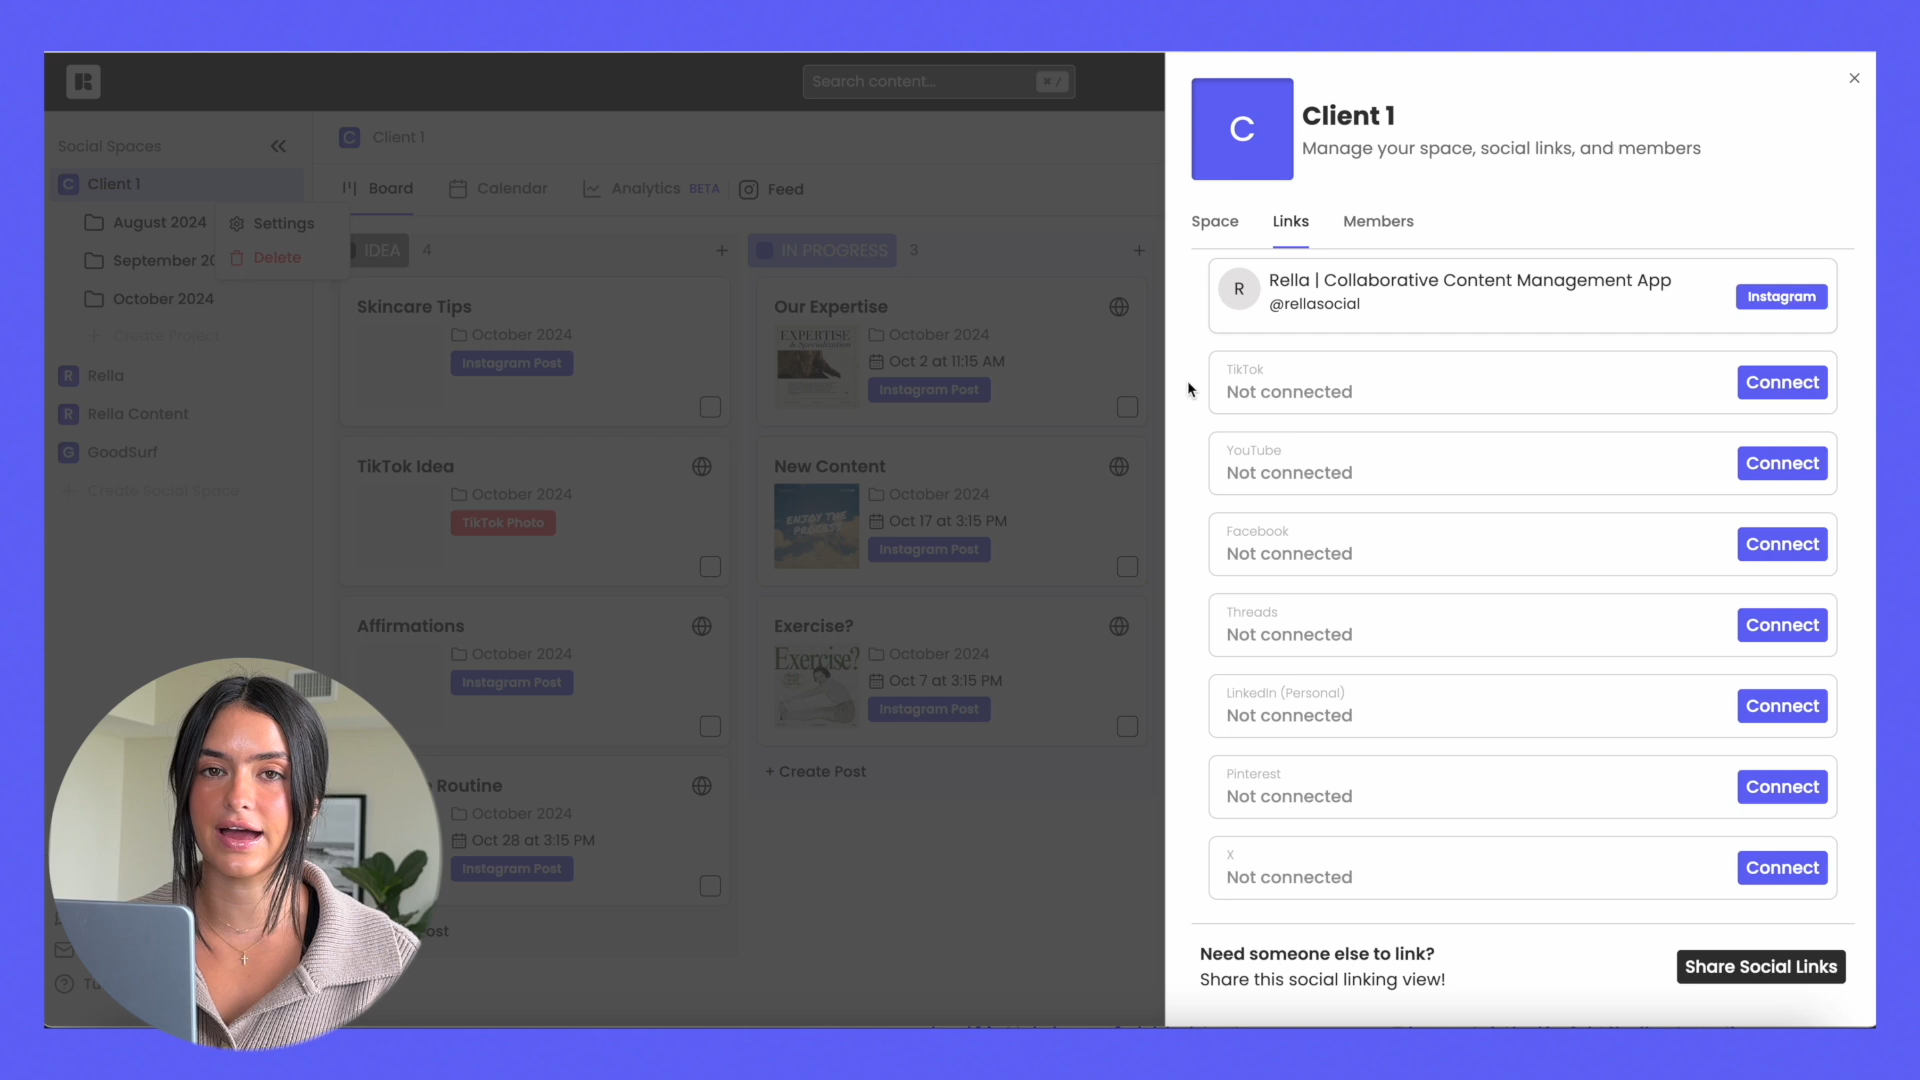 Search content...
⌘ /
Social Spaces
C Client 1
August 2024
September 20
October 2024
+ Create Project
R Rella
R Rella Content
G GoodSurf
+ Create Social Space
Settings
Delete
C Client 1
Board
Calendar
Analytics BETA
Feed
IDEA 4 +
Skincare Tips
October 2024
Instagram Post
TikTok Idea
October 2024
TikTok Photo
Affirmations
October 2024
Instagram Post
Routine
October 2024
Oct 28 at 3:15 PM
Instagram Post
ost
IN PROGRESS 3 +
Our Expertise
EXPERTISE
October 2024
Oct 2 at 11:15 AM
Instagram Post
New Content
ENJOY THE
PROCESS
October 2024
Oct 17 at 3:15 PM
Instagram Post
Exercise?
Exercise?
October 2024
Oct 7 at 3:15 PM
Instagram Post
+ Create Post
C
Client 1
Manage your space, social links, and members
Space Links Members
R
Rella | Collaborative Content Management App
@rellasocial
Instagram
TikTok
Not connected
Connect
YouTube
Not connected
Connect
Facebook
Not connected
Connect
Threads
Not connected
Connect
LinkedIn (Personal)
Not connected
Connect
Pinterest
Not connected
Connect
X
Not connected
Connect
Need someone else to link?
Share this social linking view!
Share Social Links